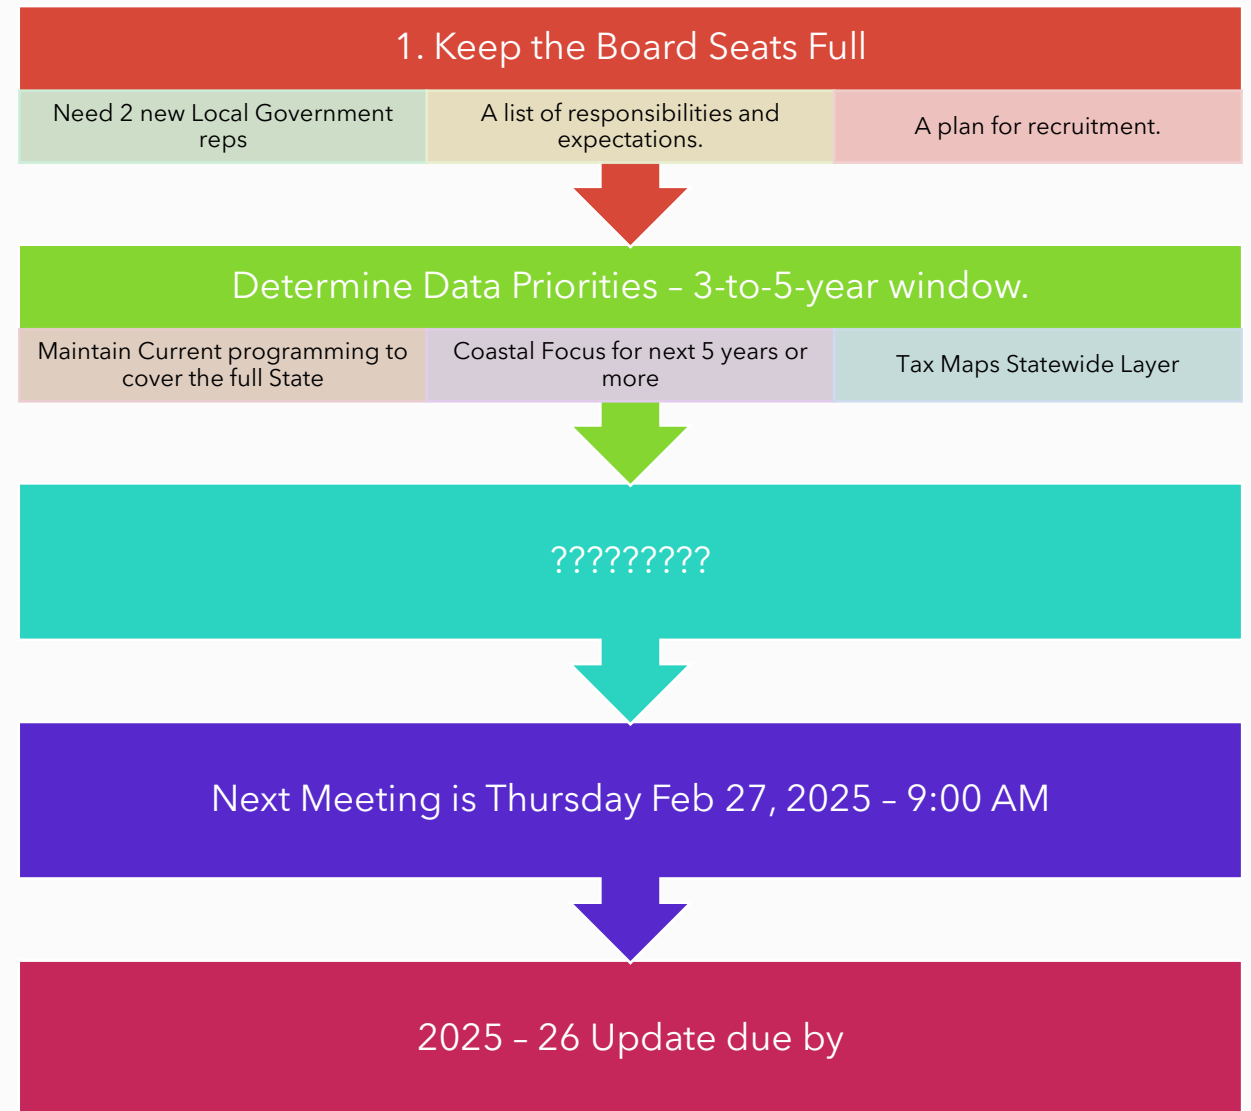 1. Keep the Board Seats Full
Need 2 new Local Government
reps
A list of responsibilities and
expectations.
A plan for recruitment.
Determine Data Priorities – 3-to-5-year window.
Maintain Current programming to
cover the full State
Coastal Focus for next 5 years or
more
Tax Maps Statewide Layer
?????????
Next Meeting is Thursday Feb 27, 2025 – 9:00 AM
2025 – 26 Update due by